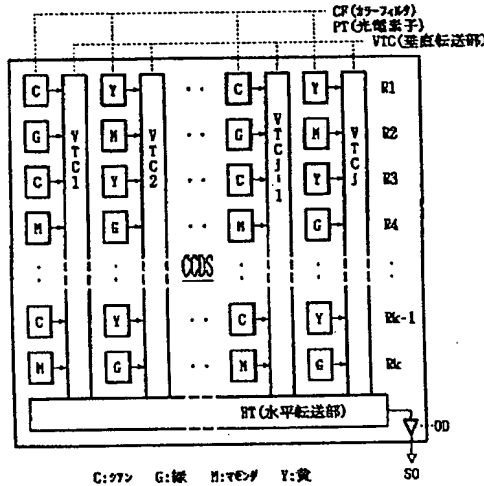 CF(カラーフィルタ)
PT(光電素子)
VTC(垂直転送部)
C Y ‥ C Y R1
G M ‥ G M R2
C Y ‥ C Y R3
M G ‥ M G R4
VTC1
VTC2
VTCj-1
VTCj
CCDS
C Y ‥ C Y Rk-1
M G ‥ M G Rk
HT(水平転送部)
OD
SO
C:シアン G:緑 M:マゼンダ Y:黄